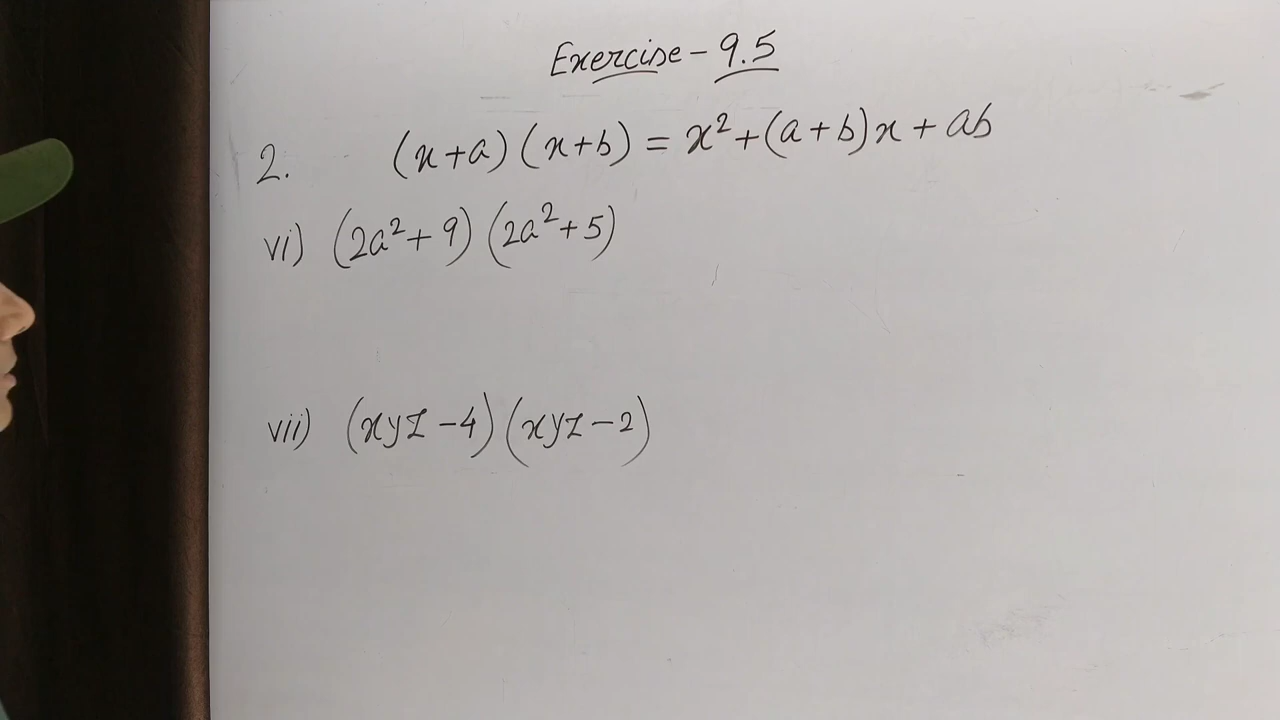 Exercise - 9.5
2. (x+a)(x+b) = x²+(a+b)x+ab
vi) (2a²+9)(2a²+5)
vii) (xyz-4)(xyz-2)